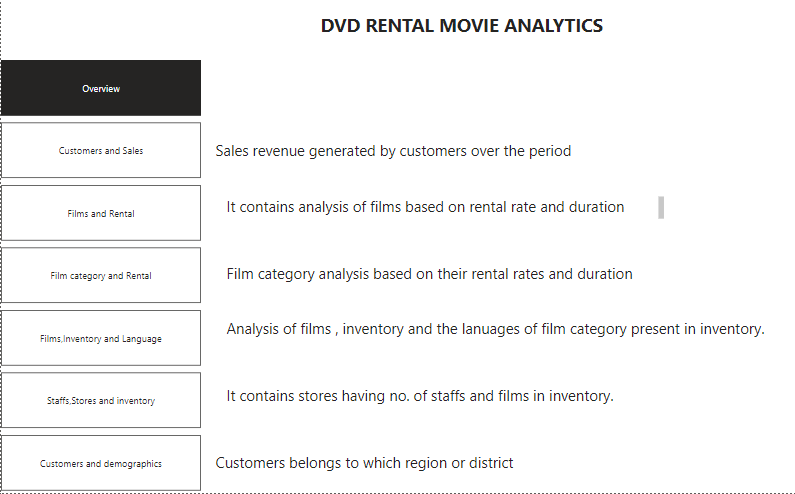 DVD RENTAL MOVIE ANALYTICS
Overview
Customers and Sales
Sales revenue generated by customers over the period
Films and Rental
It contains analysis of films based on rental rate and duration
Film category and Rental
Film category analysis based on their rental rates and duration
Films,Inventory and Language
Analysis of films , inventory and the lanuages of film category present in inventory.
Staffs,Stores and inventory
It contains stores having no. of staffs and films in inventory.
Customers and demographics
Customers belongs to which region or district